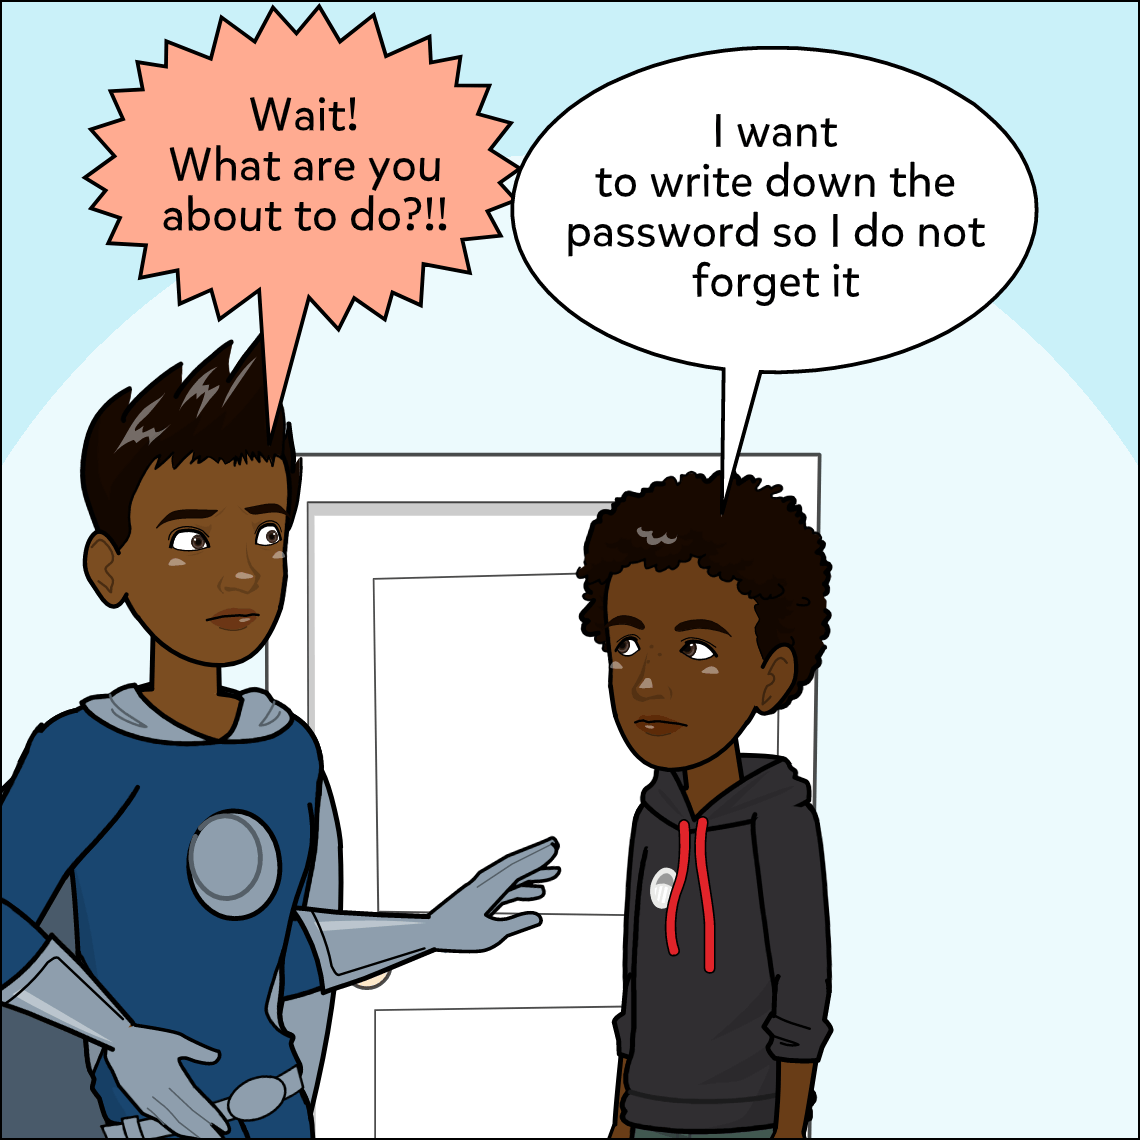 Wait!
What are you
about to do?!!
I want
to write down the
password so I do not
forget it